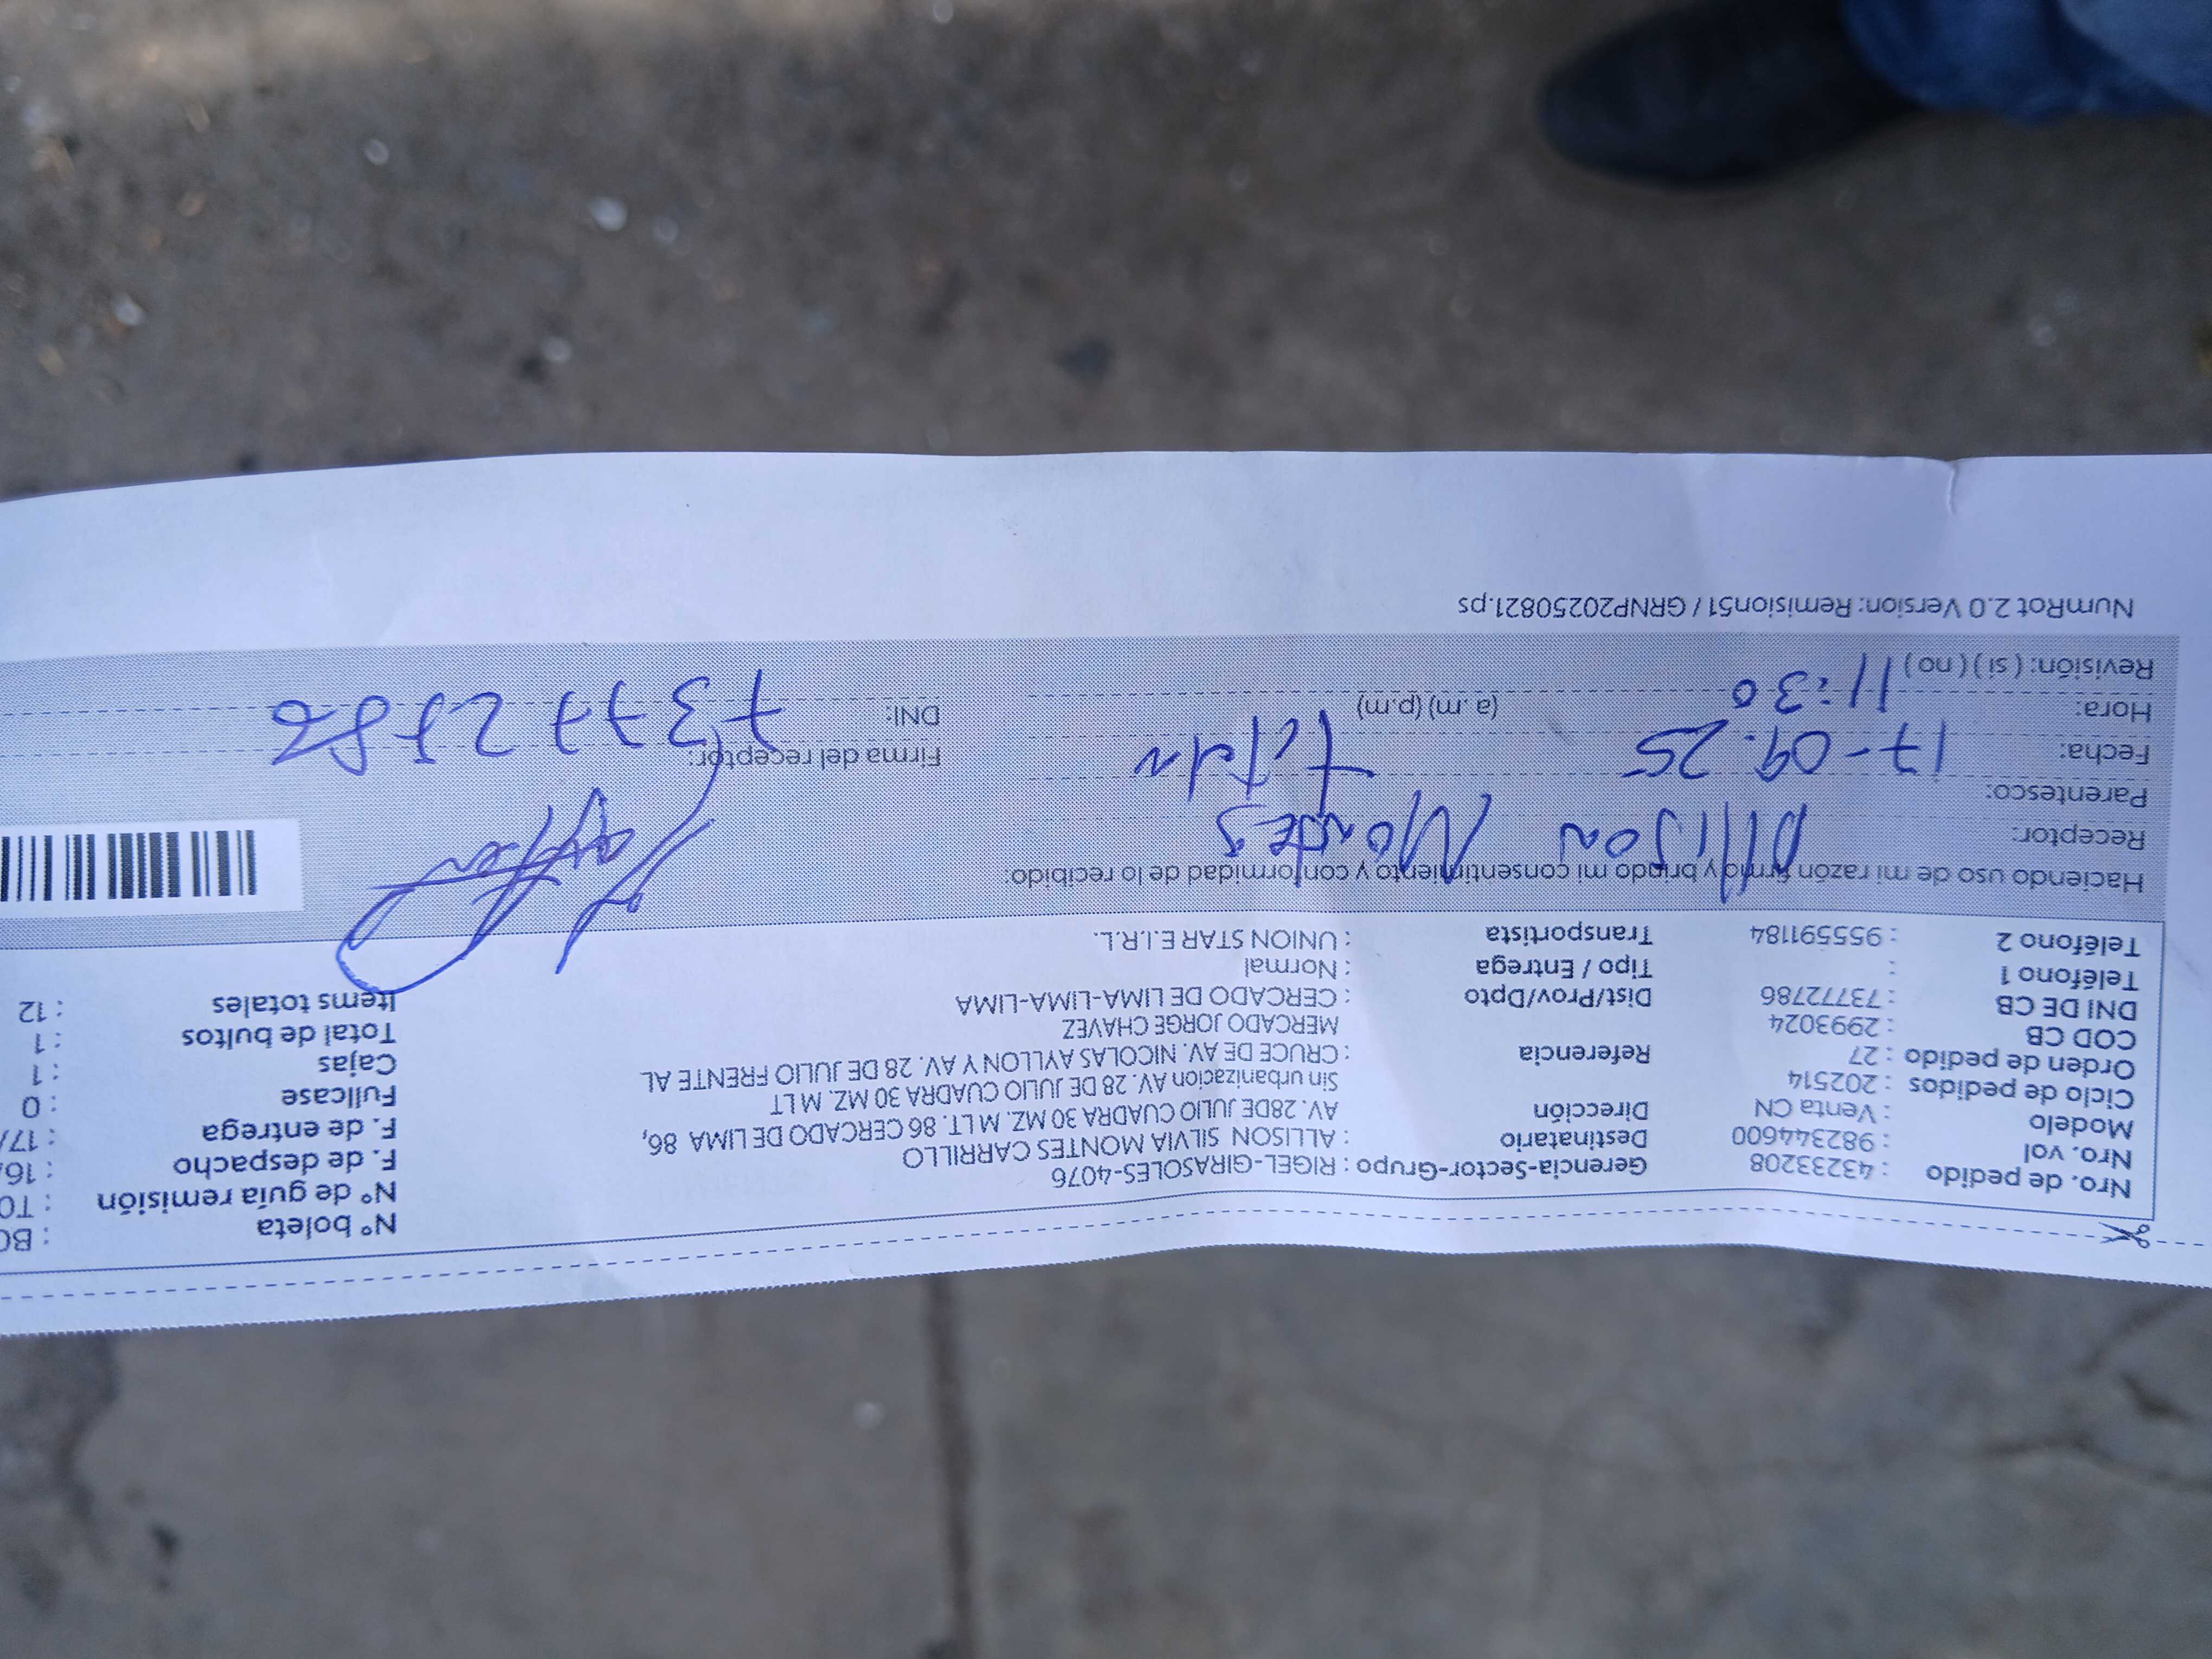 Nro. de pedido : 43233208
Nro. vol : 982344600
Modelo : Venta CN
Ciclo de pedidos : 202514
Orden de pedido : 27
COD CB : 2993024
DNI DE CB : 73772786
Teléfono 1 :
Teléfono 2 : 955591184
Gerencia-Sector-Grupo : RIGEL-GIRASOLES-4076
Destinatario : ALLISON SILVIA MONTES CARRILLO
Dirección AV. 28DE JULIO CUADRA 30 MZ. M LT. 86 CERCADO DE LIMA 86,
Sin urbanizacion AV. 28 DE JULIO CUADRA 30 MZ. M LT
Referencia : CRUCE DE AV. NICOLAS AYLLON Y AV. 28 DE JULIO FRENTE AL
MERCADO JORGE CHAVEZ
Dist/Prov/Dpto : CERCADO DE LIMA-LIMA-LIMA
Tipo / Entrega : Normal
Transportista : UNION STAR E.I.R.L.
N° boleta : BO
N° de guía remisión : TO
F. de despacho : 16/
F. de entrega : 17/
Fullcase : 0
Cajas : 1
Total de bultos : 1
Items totales : 12
Haciendo uso de mi razón firmo y brindo mi consentimiento y conformidad de lo recibido:
Receptor: Allison Montes
Parentesco:
Fecha: 17-09-25
Hora: 11:30 (a.m) (p.m)
Revisión: ( si ) ( no )
Firma del receptor:
DNI: 73772786
NumRot 2.0 Version: Remision51 / GRNP20250821.ps